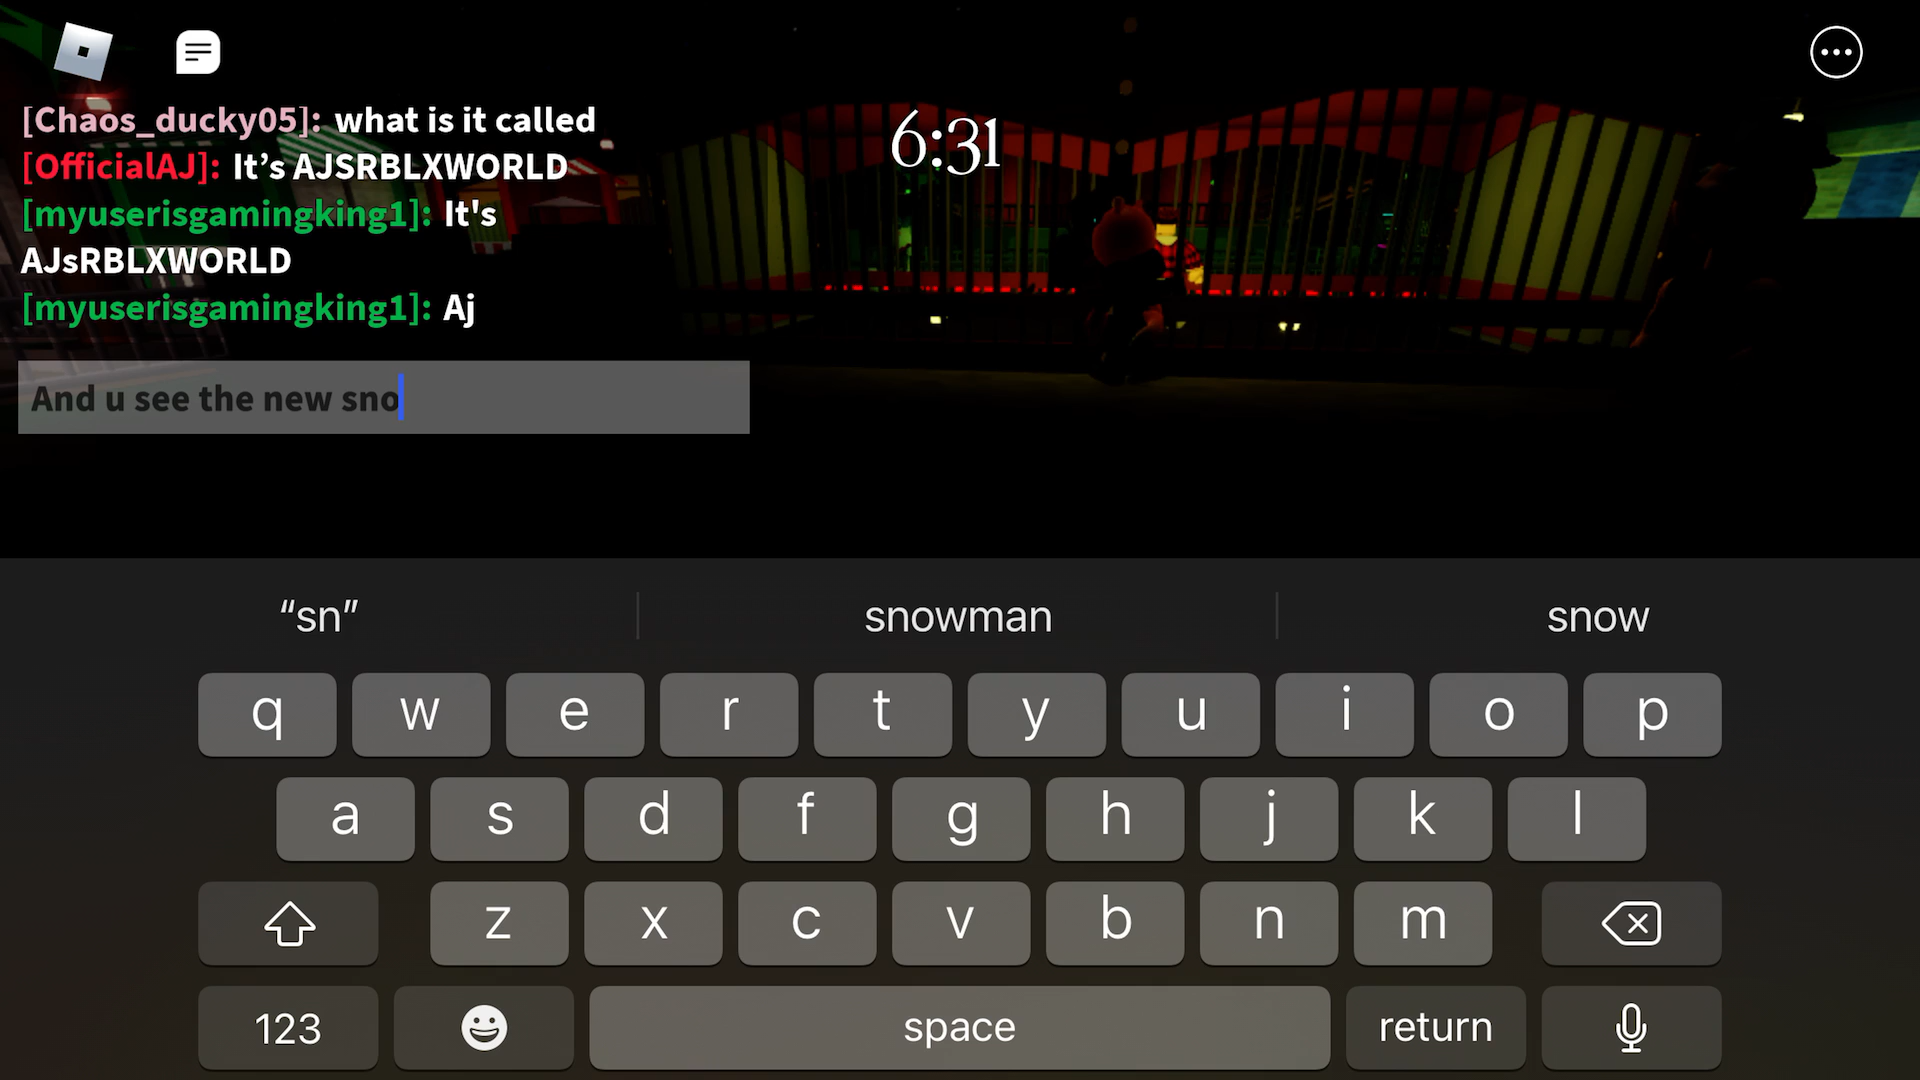 [Chaos_ducky05]: what is it called
[OfficialAJ]: It’s AJSRBLXWORLD
[myuserisgamingking1]: It's
AJsRBLXWORLD
[myuserisgamingking1]: Aj
6:31
And u see the new sno
“sn” snowman snow
q w e r t y u i o p
a s d f g h j k l
z x c v b n m
123 space return